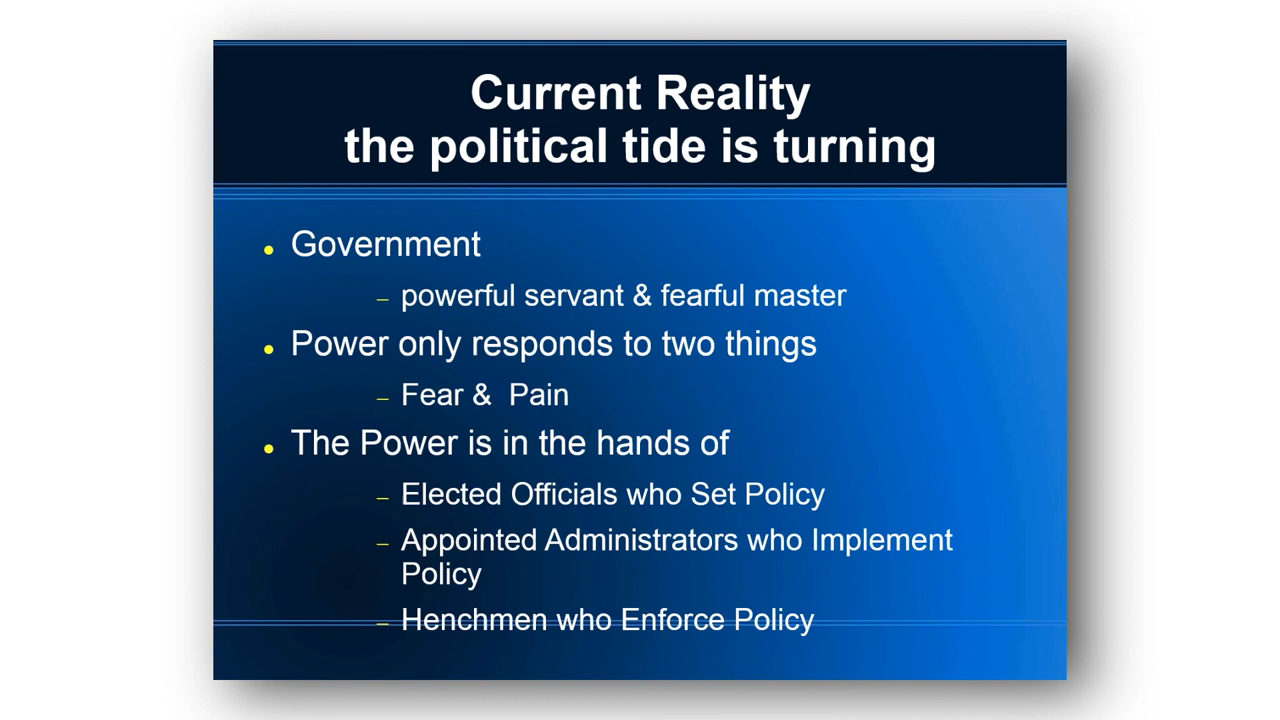 Current Reality
the political tide is turning
• Government
– powerful servant & fearful master
• Power only responds to two things
– Fear &  Pain
• The Power is in the hands of
– Elected Officials who Set Policy
– Appointed Administrators who Implement
Policy
– Henchmen who Enforce Policy